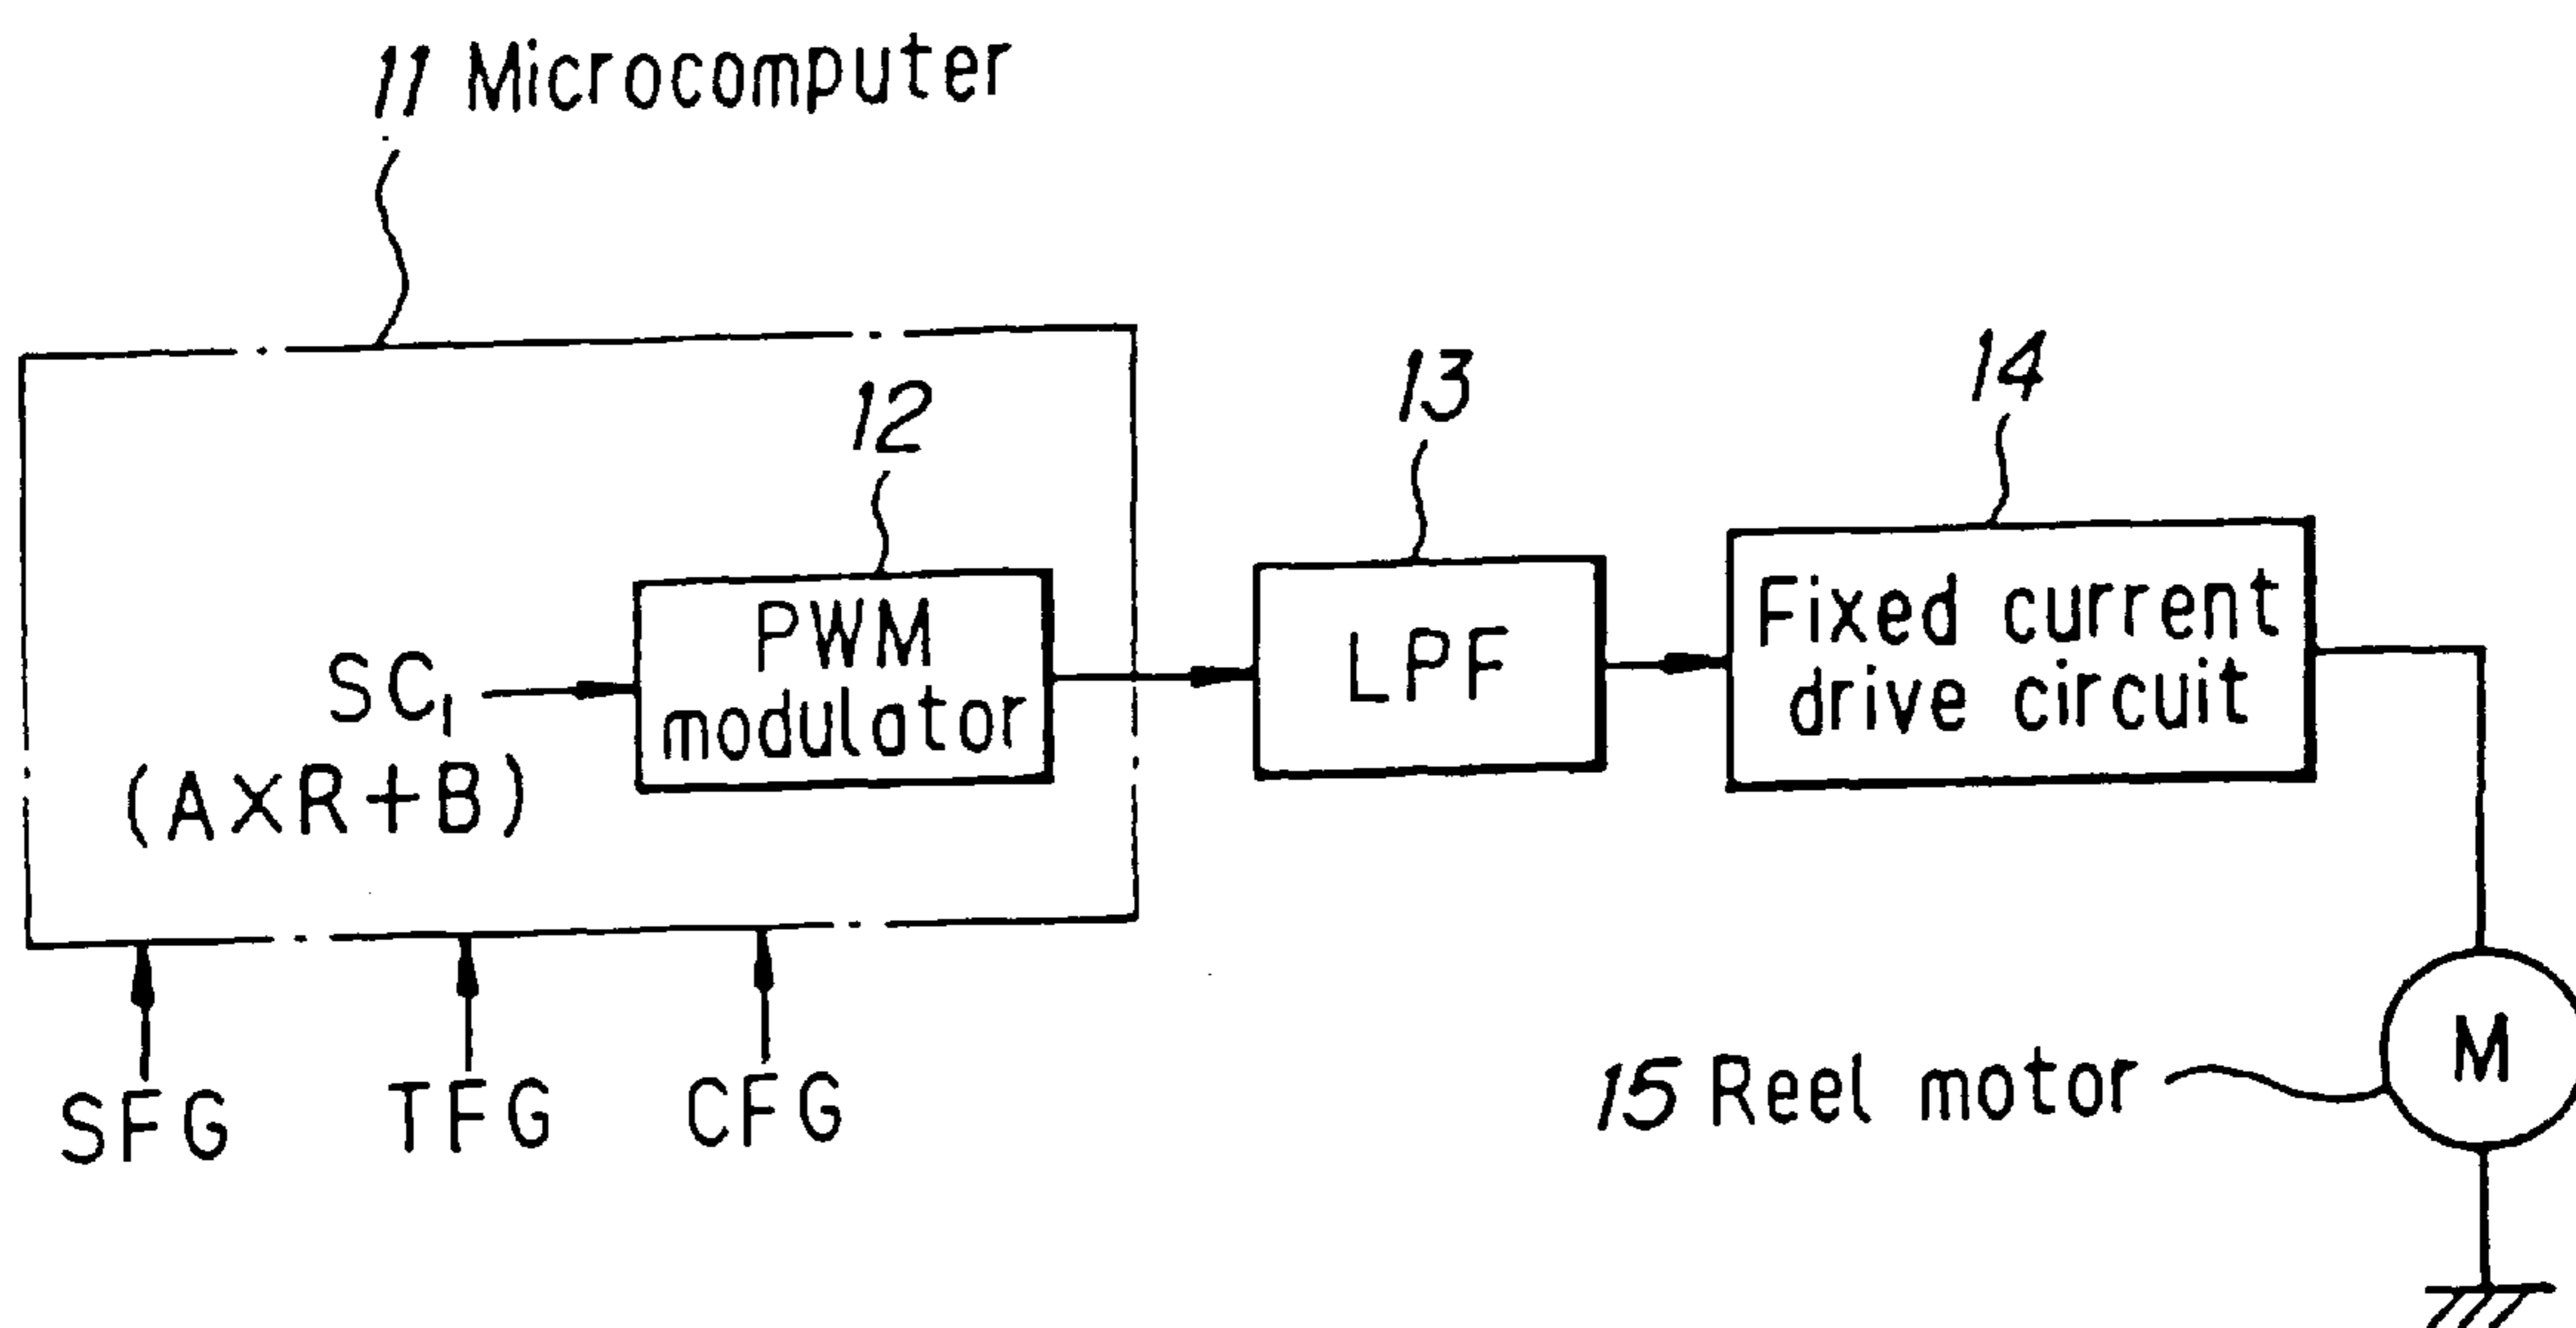 11 Microcomputer
12
13
14
PWM
modulator
SC₁
(A×R+B)
LPF
Fixed current
drive circuit
SFG
TFG
CFG
15 Reel motor
M